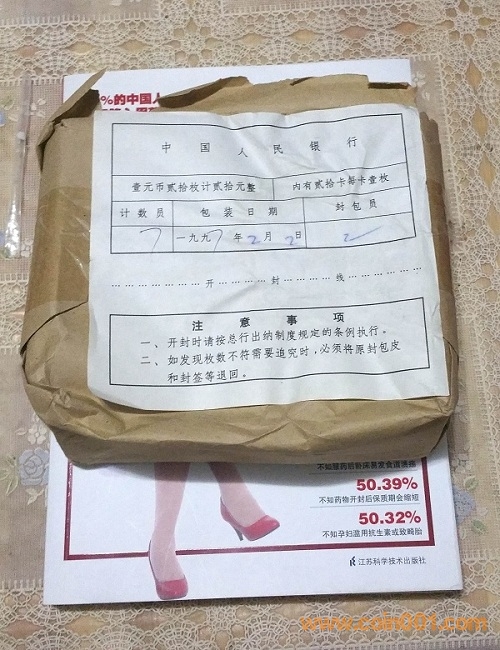 %的中国人
中国人民银行
壹元币贰拾枚计贰拾元整 内有贰拾卡每卡壹枚
计数员 包装日期 封包员
7 一九九7年2月2日 2
………………… 开 ………… 封 ………… 线 …………………
注意事项
一、开封时请按总行出纳制度规定的条例执行。
二、如发现枚数不符需要追究时,必须将原封包皮
和封签等退回。
50.39%
不知药物开封后保质期会缩短
50.32%
不知孕妇滥用抗生素或致畸胎
江苏科学技术出版社
www.coin001.com